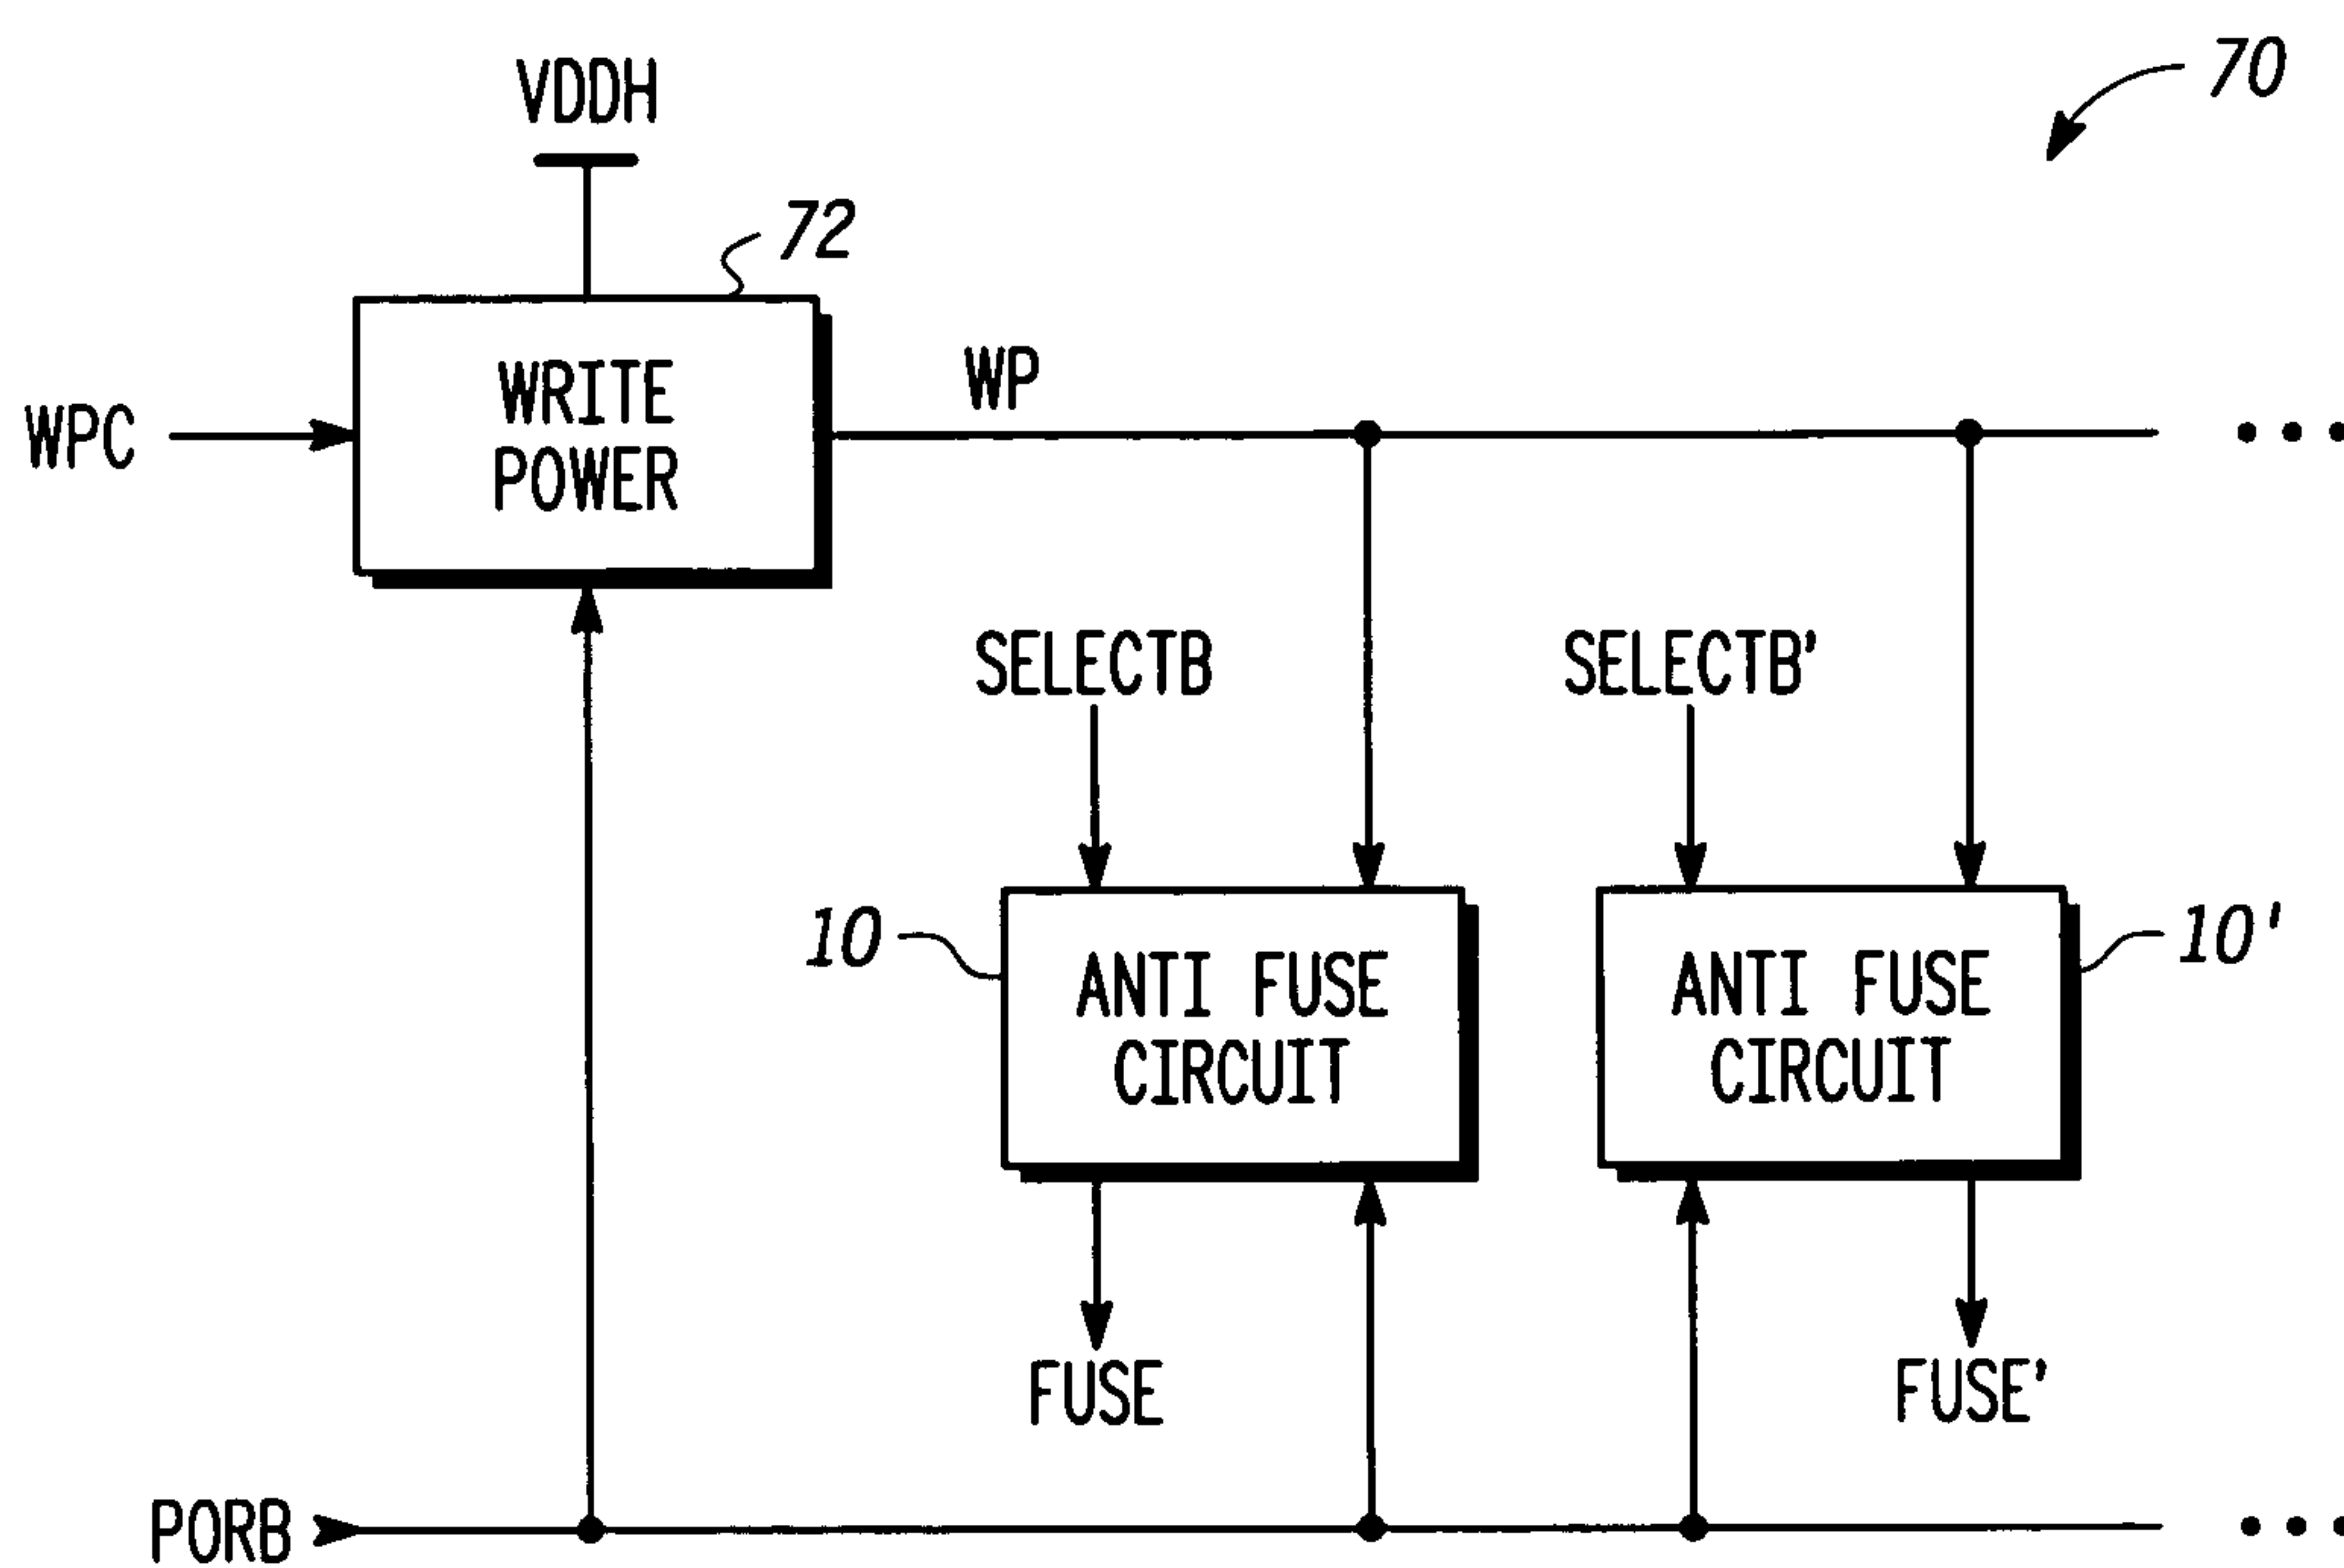 70
VDDH
72
WRITE
POWER
WPC
WP
SELECTB
SELECTB'
10
ANTI FUSE
CIRCUIT
ANTI FUSE
CIRCUIT
10'
FUSE
FUSE'
PORB